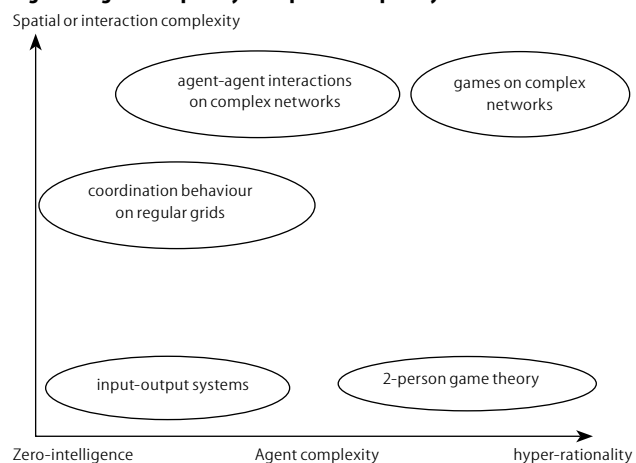 Spatial or interaction complexity
agent-agent interactions
on complex networks
games on complex
networks
coordination behaviour
on regular grids
input-output systems
2-person game theory
Zero-intelligence
Agent complexity
hyper-rationality